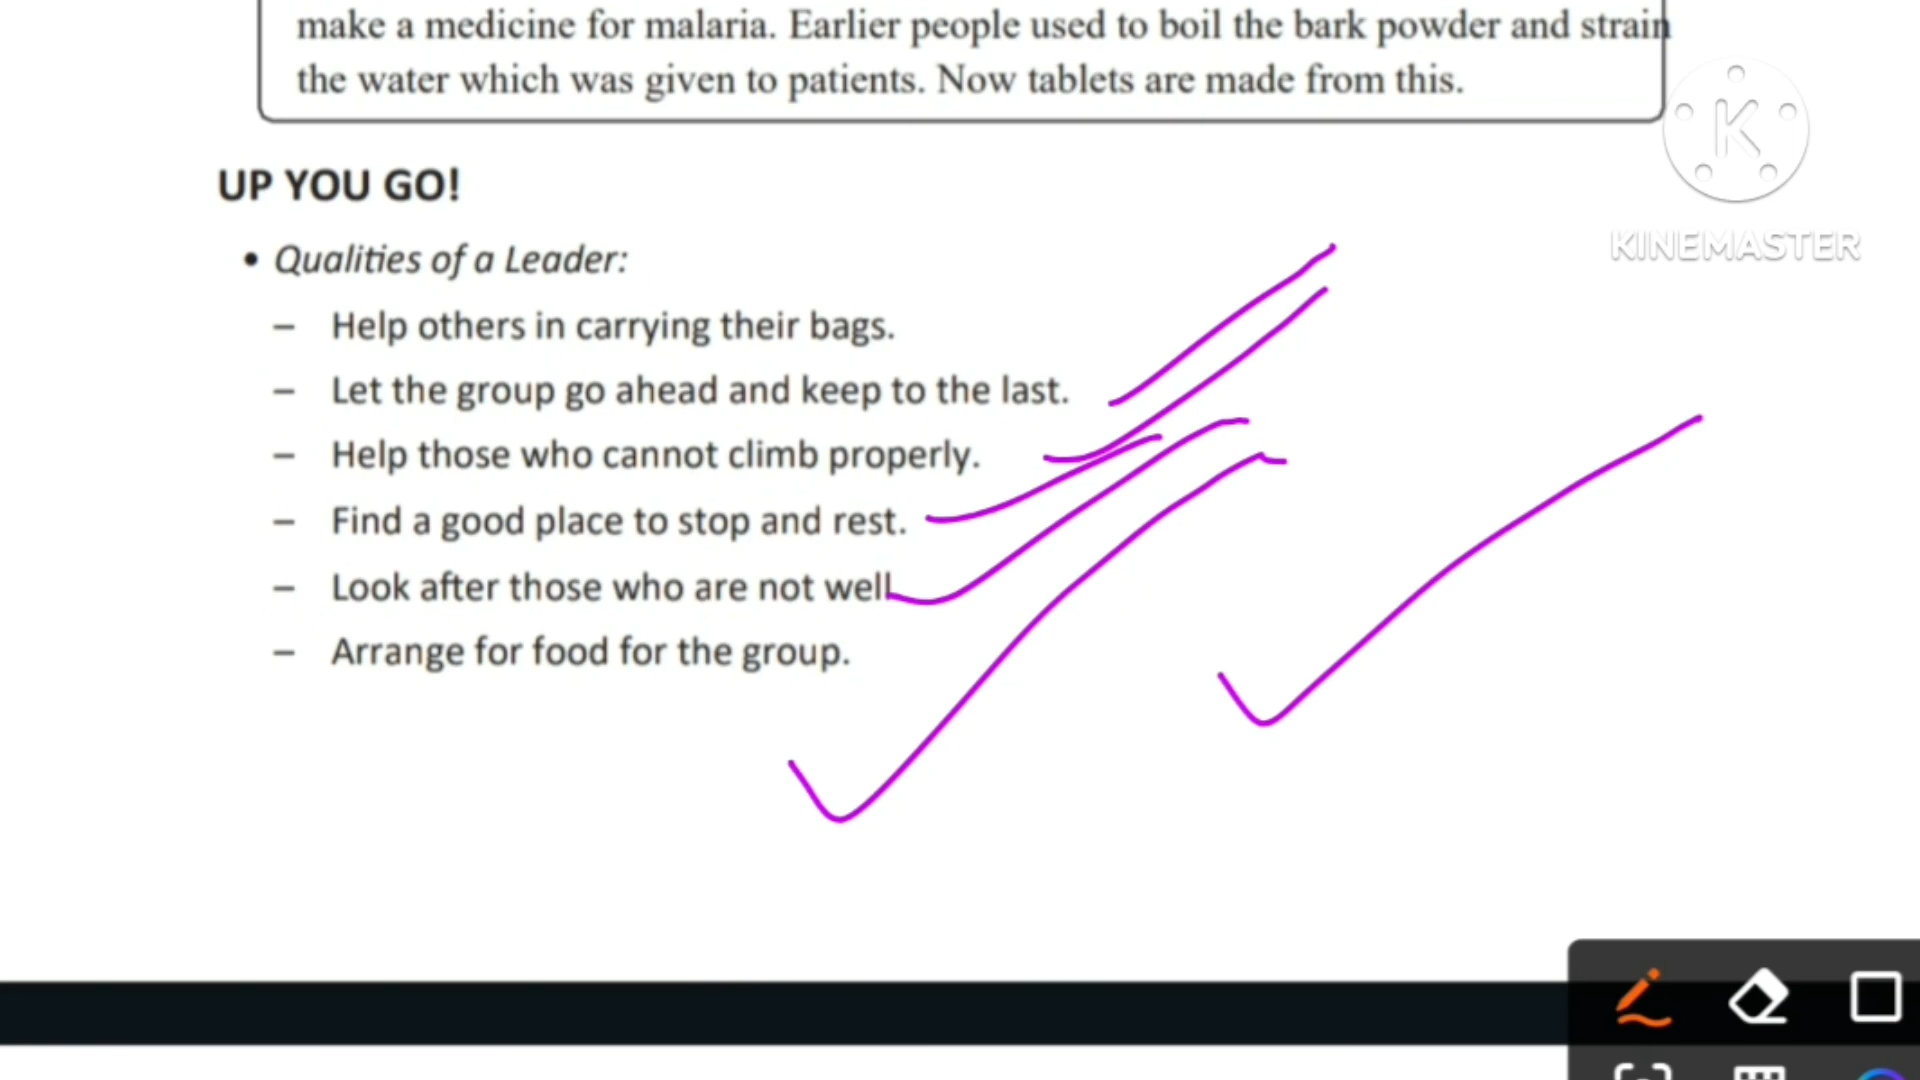 make a medicine for malaria. Earlier people used to boil the bark powder and strain
the water which was given to patients. Now tablets are made from this.
K
KINEMASTER
UP YOU GO!
• Qualities of a Leader:
– Help others in carrying their bags.
– Let the group go ahead and keep to the last.
– Help those who cannot climb properly.
– Find a good place to stop and rest.
– Look after those who are not well
– Arrange for food for the group.